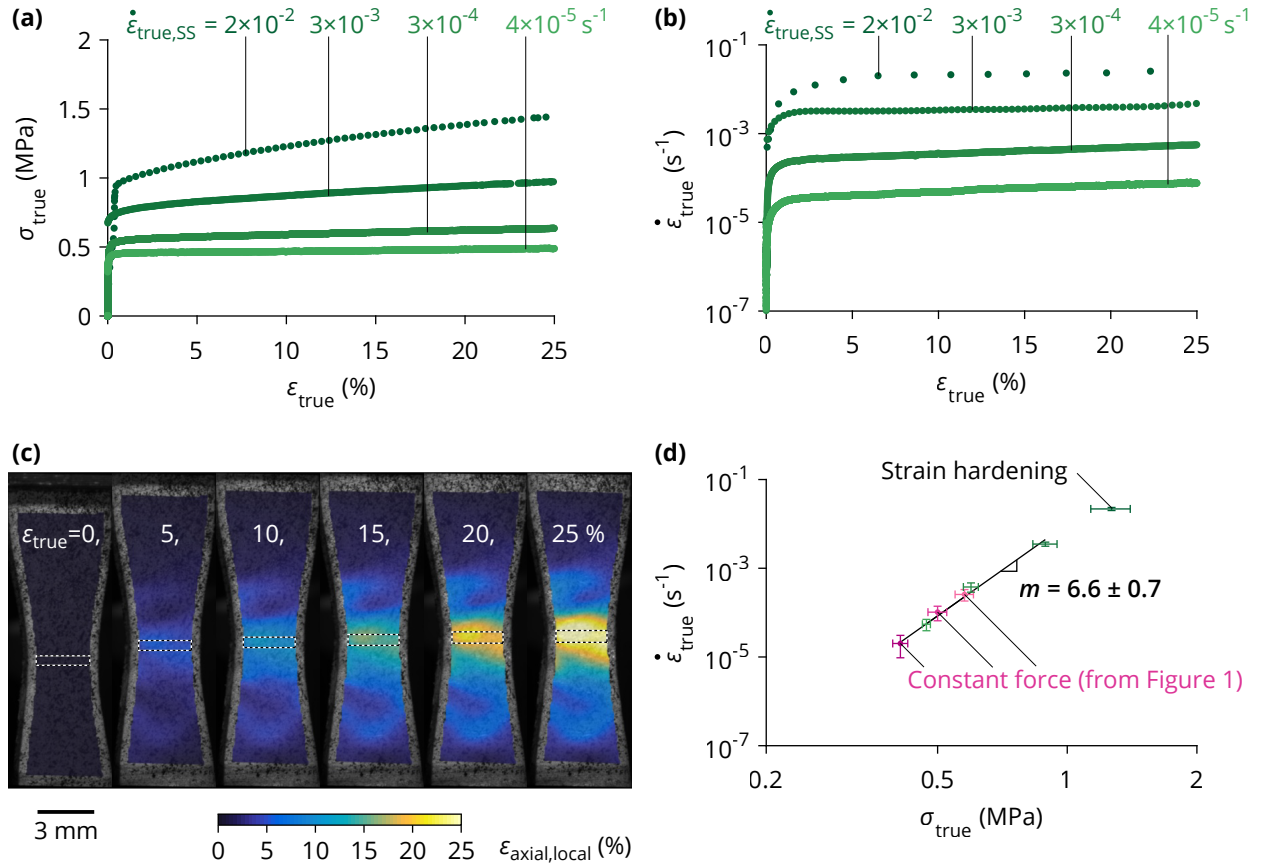 (a)
ε̇true,SS = 2×10⁻² 3×10⁻³ 3×10⁻⁴ 4×10⁻⁵ s⁻¹
2
1.5
1
0.5
0
σtrue (MPa)
0 5 10 15 20 25
εtrue (%)
(b)
ε̇true,SS = 2×10⁻² 3×10⁻³ 3×10⁻⁴ 4×10⁻⁵ s⁻¹
10⁻¹
10⁻³
10⁻⁵
10⁻⁷
ε̇true (s⁻¹)
0 5 10 15 20 25
εtrue (%)
(c)
εtrue=0, 5, 10, 15, 20, 25 %
3 mm
0 5 10 15 20 25
εaxial,local (%)
(d)
Strain hardening
10⁻¹
10⁻³
10⁻⁵
10⁻⁷
ε̇true (s⁻¹)
m = 6.6 ± 0.7
Constant force (from Figure 1)
0.2 0.5 1 2
σtrue (MPa)